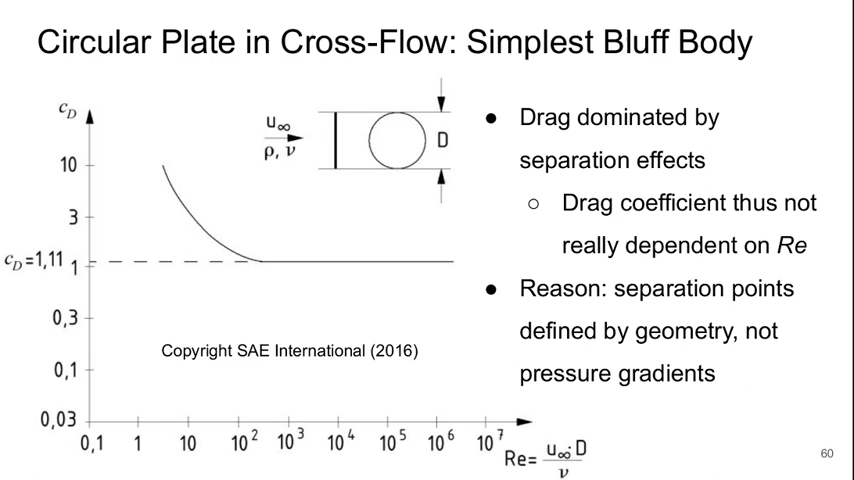 Circular Plate in Cross-Flow: Simplest Bluff Body
c_D
u_∞
ρ, ν
D
10
3
c_D=1,11
1
0,3
0,1
0,03
0,1 1 10 10² 10³ 10⁴ 10⁵ 10⁶ 10⁷
Re= u_∞·D / ν
Copyright SAE International (2016)
● Drag dominated by
separation effects
○ Drag coefficient thus not
really dependent on Re
● Reason: separation points
defined by geometry, not
pressure gradients
60